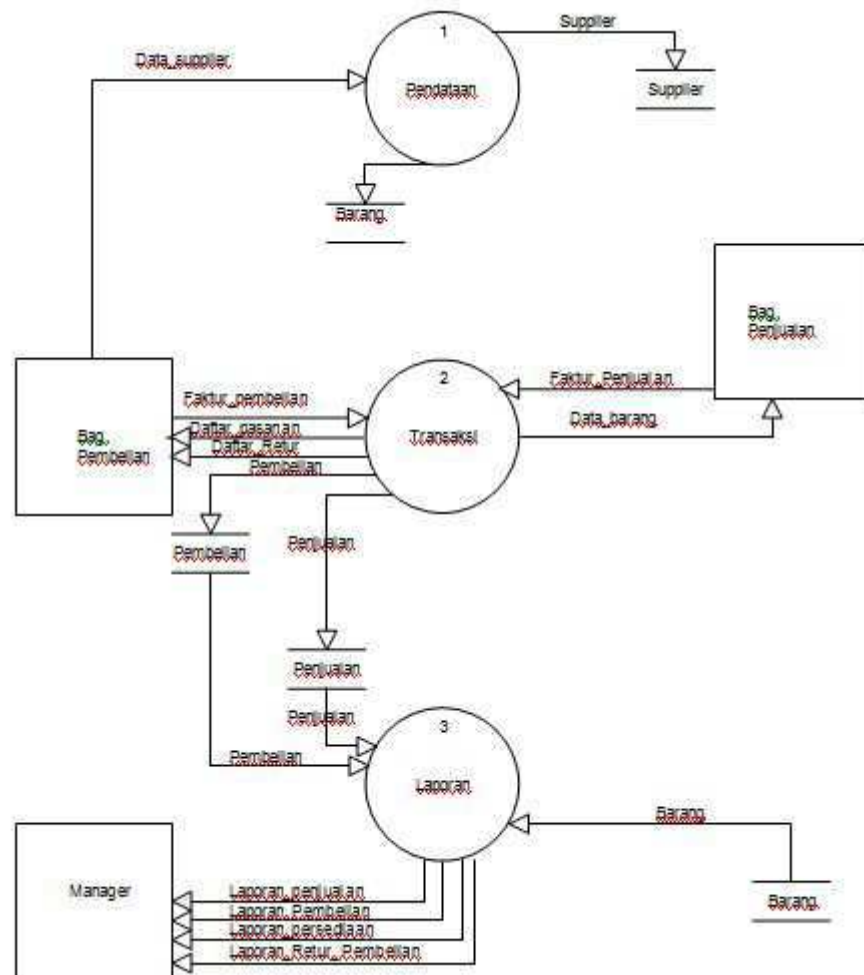 1
Supplier
Data_supplier
Pendataan
Supplier
Barang
Bag.
Penjualan
2
Faktur_Penjualan
Faktur_pembelian
Daftar_pasanan
Data_barang
Bag.
Pembelian
Transaksi
Daftar_Retur
Pembelian
Penjualan
Pembelian
Penjualan
Penjualan
3
Pembelian
Laporan
Barang
Manager
Laporan_penjualan
Laporan_Pembelian
Laporan_persediaan
Laporan_Retur_Pembelian
Barang